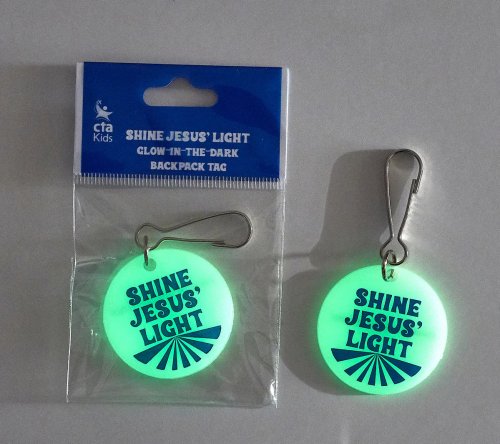 cta
Kids
SHINE JESUS' LIGHT
GLOW-IN-THE-DARK
BACKPACK TAG
SHINE
JESUS'
LIGHT
SHINE
JESUS'
LIGHT